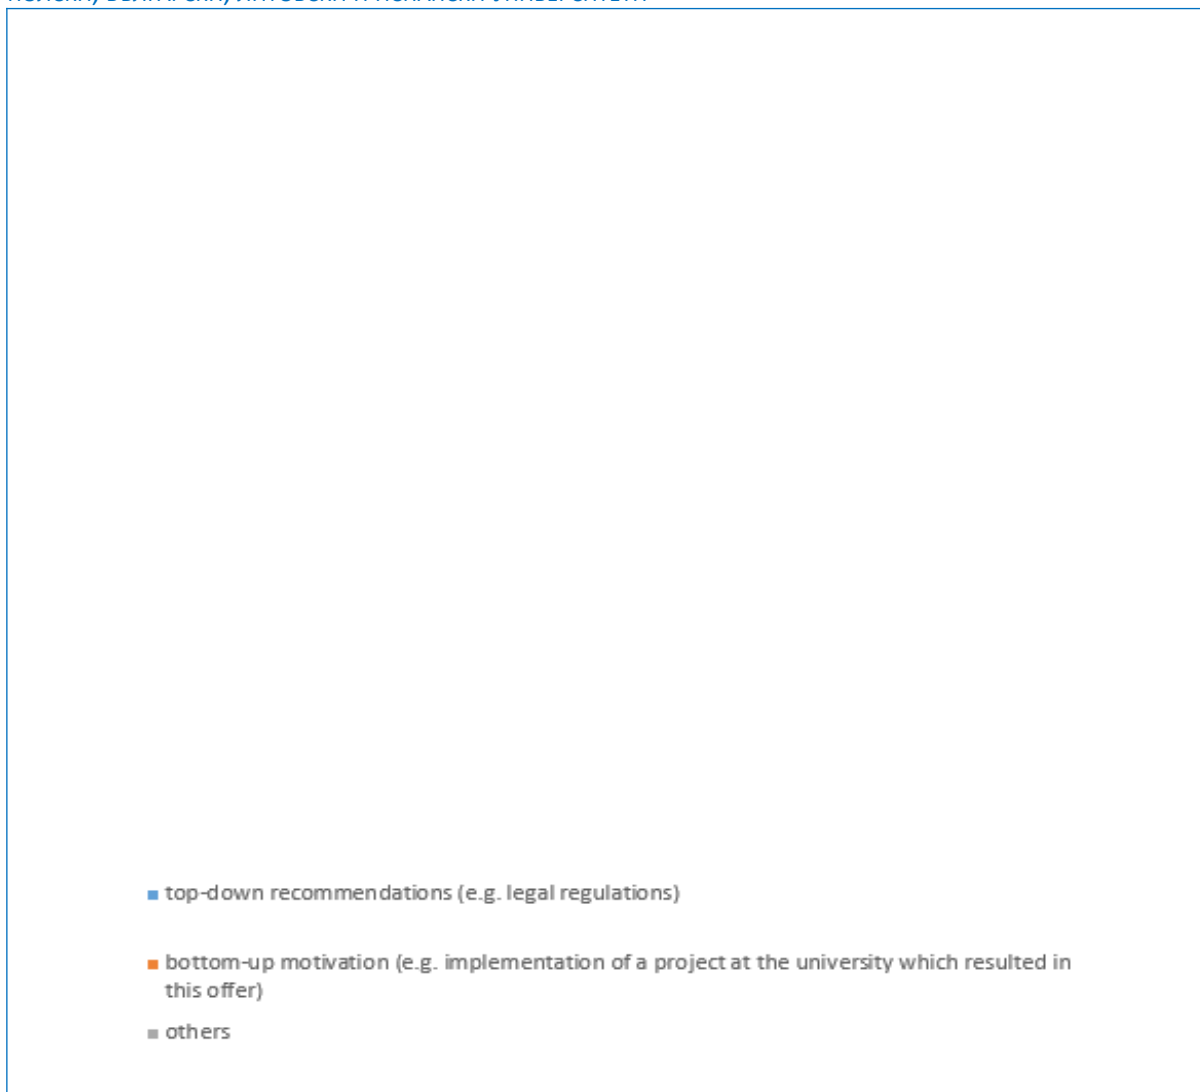 top-down recommendations (e.g. legal regulations)
bottom-up motivation (e.g. implementation of a project at the university which resulted in
this offer)
others